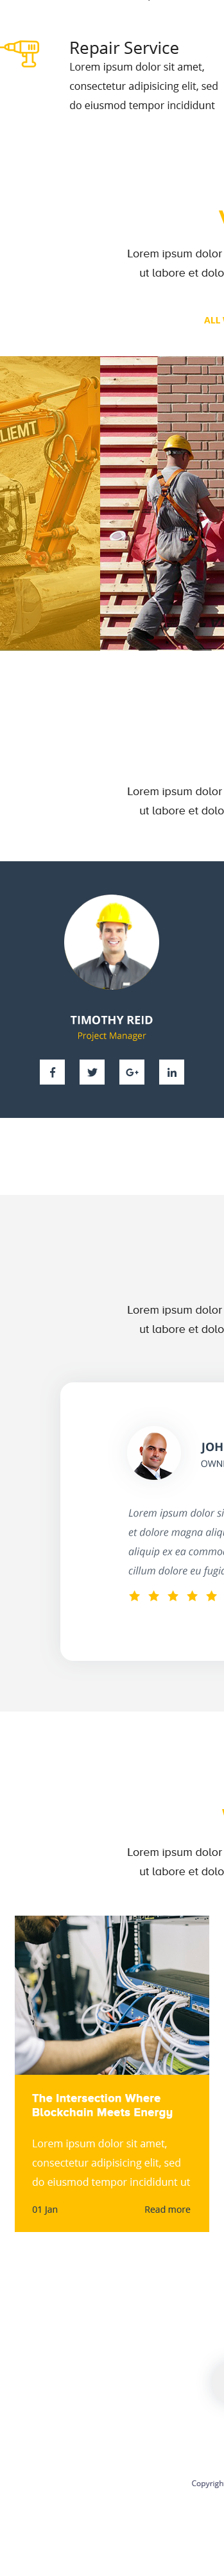 Repair Service
Lorem ipsum dolor sit amet,
consectetur adipisicing elit, sed
do eiusmod tempor incididunt
Lorem ipsum dolor
ut labore et dolo
ALL
LIEMT
Lorem ipsum dolor
ut labore et dolo
TIMOTHY REID
Project Manager
Lorem ipsum dolor
ut labore et dolo
JOH
OWN
Lorem ipsum dolor si
et dolore magna aliqu
aliquip ex ea commo
cillum dolore eu fugia
Lorem ipsum dolor
ut labore et dolo
The Intersection Where
Blockchain Meets Energy
Lorem ipsum dolor sit amet,
consectetur adipisicing elit, sed
do eiusmod tempor incididunt ut
01 Jan Read more
Copyrigh